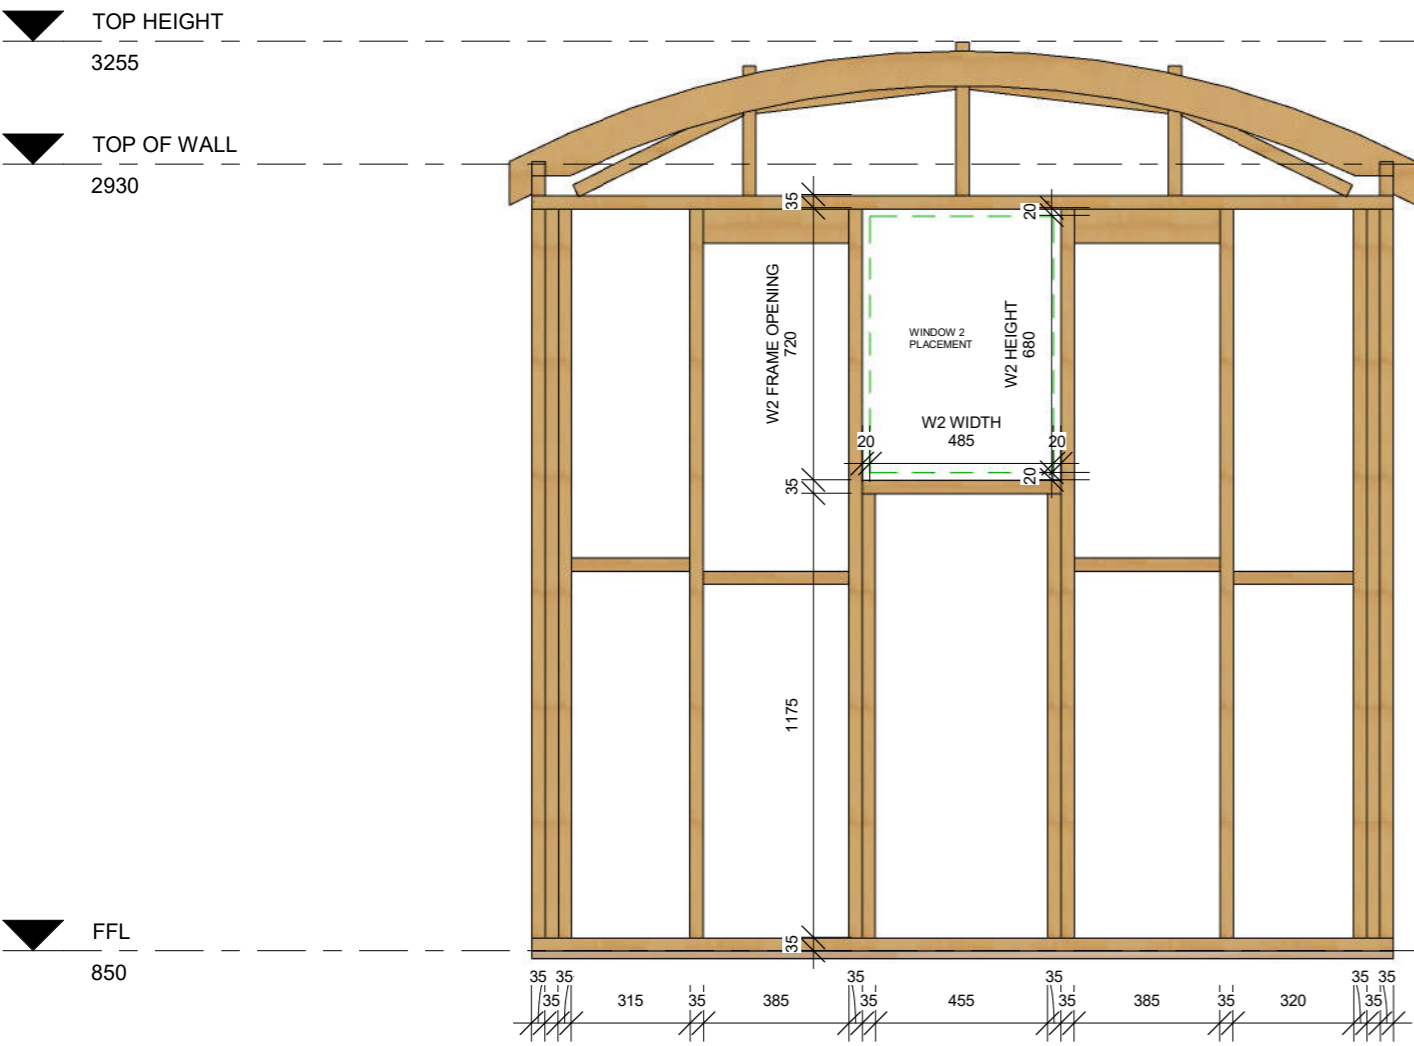 TOP HEIGHT
3255
TOP OF WALL
2930
35
20
W2 FRAME OPENING
720
WINDOW 2
PLACEMENT
W2 HEIGHT
680
W2 WIDTH
20 485 20
35
20
1175
35
FFL
850
35 35 35 35 35 35
35 315 35 385 35 455 35 385 35 320 35